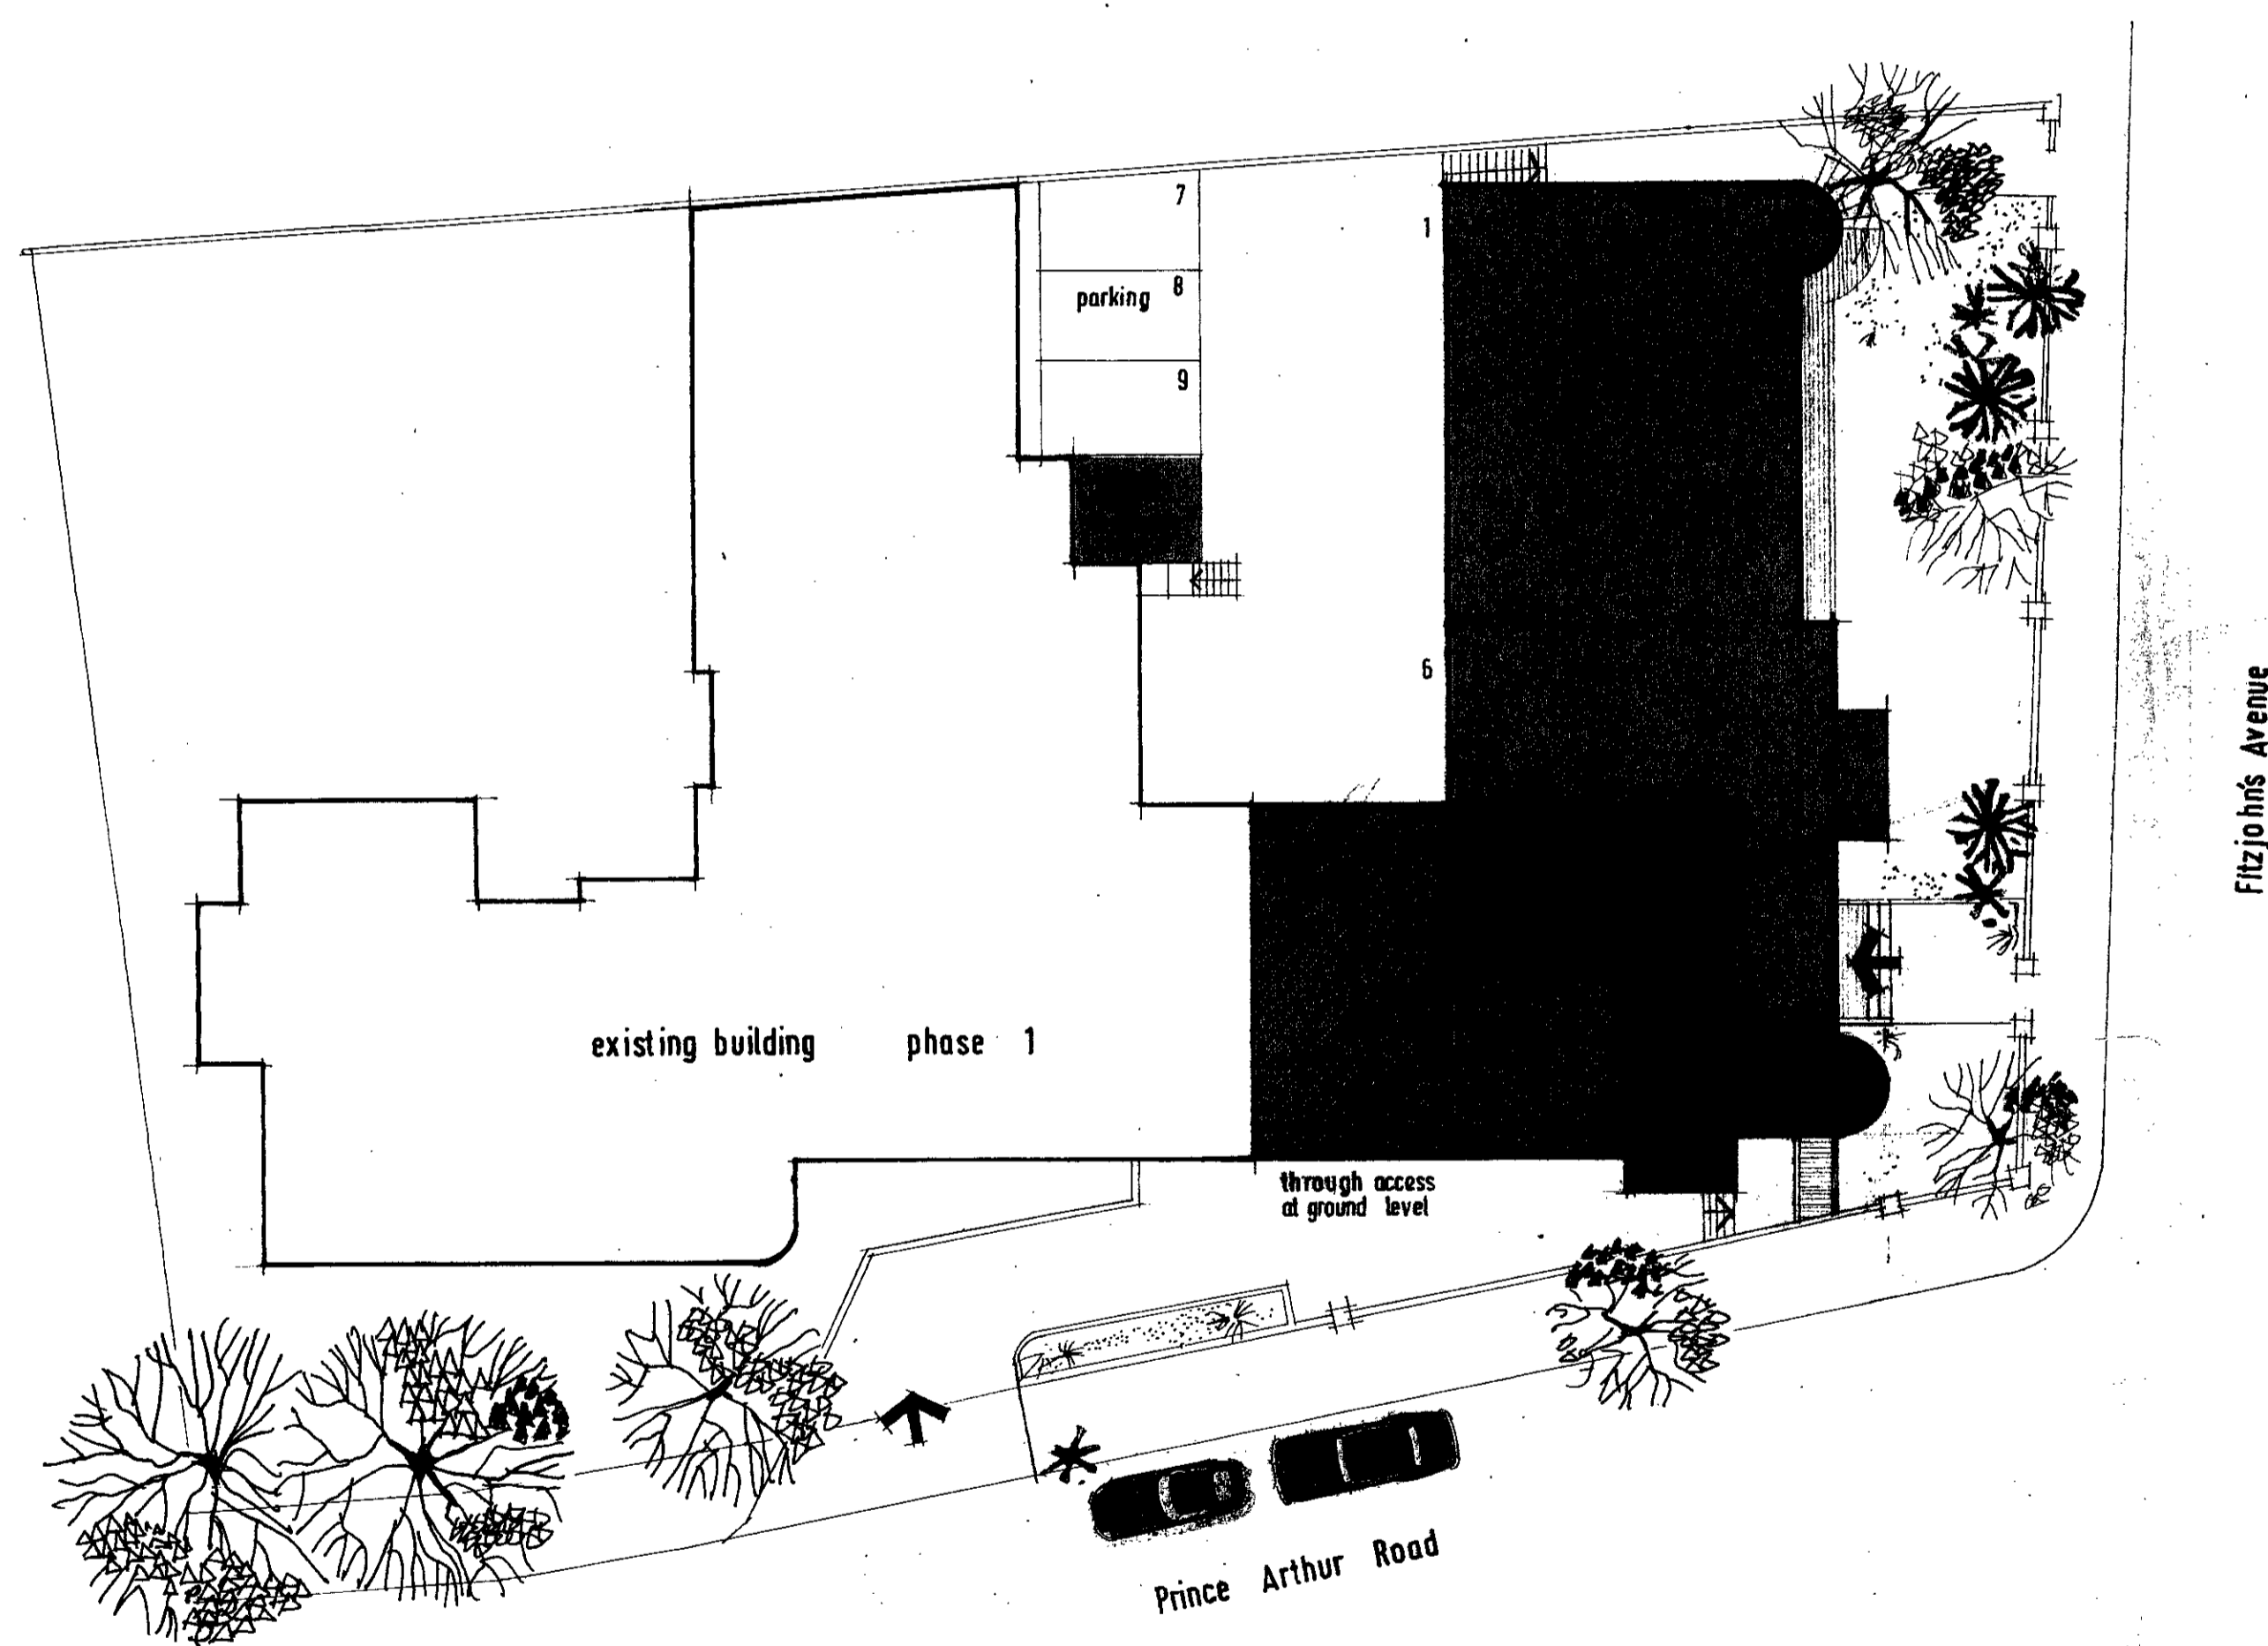 7
1
parking 8
9
6
Fitzjohn's Avenue
existing building phase 1
through access
at ground level
Prince Arthur Road